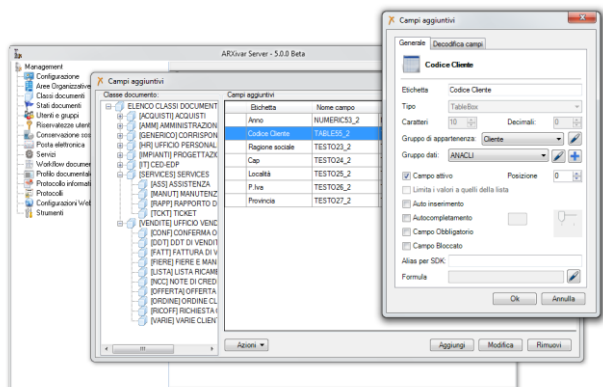 ARXivar Server - 5.0.0 Beta
Management
Configurazione
Aree Organizzative
Classi documenti
Stati documenti
Utenti e gruppi
Riservatezze uten
Conservazione sos
Posta elettronica
Servizi
Workflow documer
Profilo documentale
Protocollo informati
Protocolli
Configurazioni Wel
Strumenti
Campi aggiuntivi
Classe documento:
ELENCO CLASSI DOCUMENT
[ACQUISTI] ACQUISTI
[AMM] AMMINISTRAZION
[GENERICO] CORRISPON
[HR] UFFICIO PERSONAL
[IMPIANTI] PROGETTAZIO
[IT] CED-EDP
[SERVICES] SERVICES
[ASS] ASSISTENZA
[MANUT] MANUTENZ
[RAPP] RAPPORTO D
[TCKT] TICKET
[VENDITE] UFFICIO VEND
[CONF] CONFERMA O
[DDT] DDT DI VENDIT
[FATT] FATTURA DI V
[FIERE] FIERE E MAN
[LISTA] LISTA RICAME
[NCC] NOTE DI CRED
[OFFERTA] OFFERTA
[ORDINE] ORDINE CL
[RICOFF] RICHIESTA
[VARIE] VARIE CLIEN
Campi aggiuntivi
Etichetta Nome campo
Anno NUMERIC53_2
Codice Cliente TABLE55_2
Ragione sociale TESTO23_2
Cap TESTO24_2
Località TESTO25_2
P.Iva TESTO26_2
Provincia TESTO27_2
Azioni
Aggiungi Modifica Rimuovi
Campi aggiuntivi
Generale Decodifica campi
Codice Cliente
Etichetta Codice Cliente
Tipo TableBox
Caratteri 10 Decimali: 0
Gruppo di appartenenza: Cliente
Gruppo dati: ANACLI
Campo attivo Posizione 0
Limita i valori a quelli della lista
Auto inserimento
Autocompletamento
Campo Obbligatorio
Campo Bloccato
Alias per SDK:
Formula
Ok Annulla